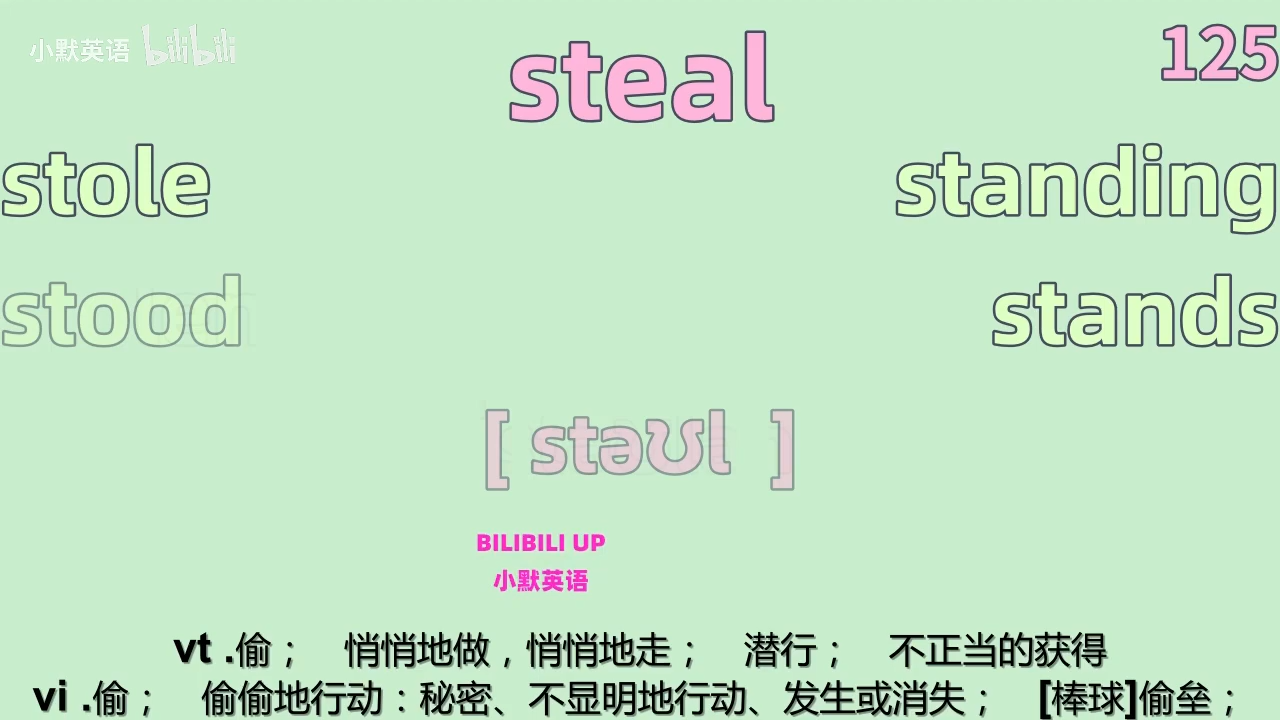 小默英语 bilibili
steal
125
stole
standing
stood
stands
[ stəʊl ]
BILIBILI UP
小默英语
vt .偷； 悄悄地做，悄悄地走； 潜行； 不正当的获得
vi .偷； 偷偷地行动：秘密、不显明地行动、发生或消失； [棒球]偷垒；